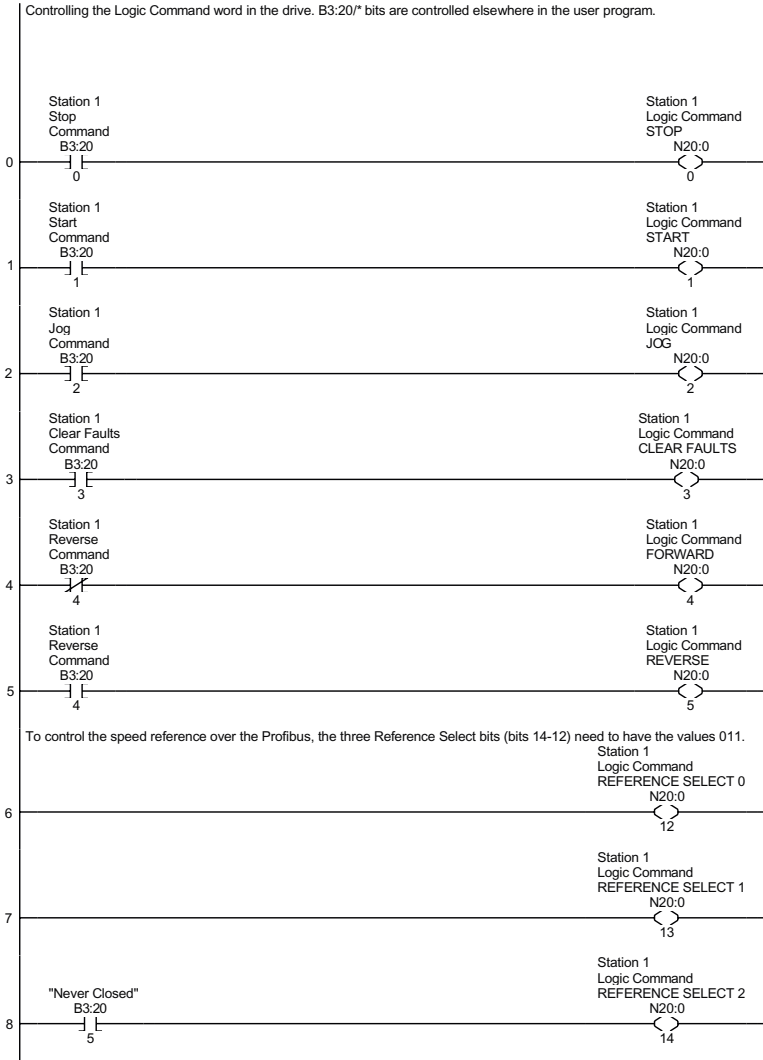 Controlling the Logic Command word in the drive. B3:20/* bits are controlled elsewhere in the user program.
Station 1
Stop
Command
B3:20
0
Station 1
Logic Command
STOP
N20:0
0
0
Station 1
Start
Command
B3:20
1
Station 1
Logic Command
START
N20:0
1
1
Station 1
Jog
Command
B3:20
2
Station 1
Logic Command
JOG
N20:0
2
2
Station 1
Clear Faults
Command
B3:20
3
Station 1
Logic Command
CLEAR FAULTS
N20:0
3
3
Station 1
Reverse
Command
B3:20
4
Station 1
Logic Command
FORWARD
N20:0
4
4
Station 1
Reverse
Command
B3:20
5
Station 1
Logic Command
REVERSE
N20:0
4
5
To control the speed reference over the Profibus, the three Reference Select bits (bits 14-12) need to have the values 011.
Station 1
Logic Command
REFERENCE SELECT 0
N20:0
6
12
Station 1
Logic Command
REFERENCE SELECT 1
N20:0
7
13
"Never Closed"
B3:20
8
5
Station 1
Logic Command
REFERENCE SELECT 2
N20:0
14